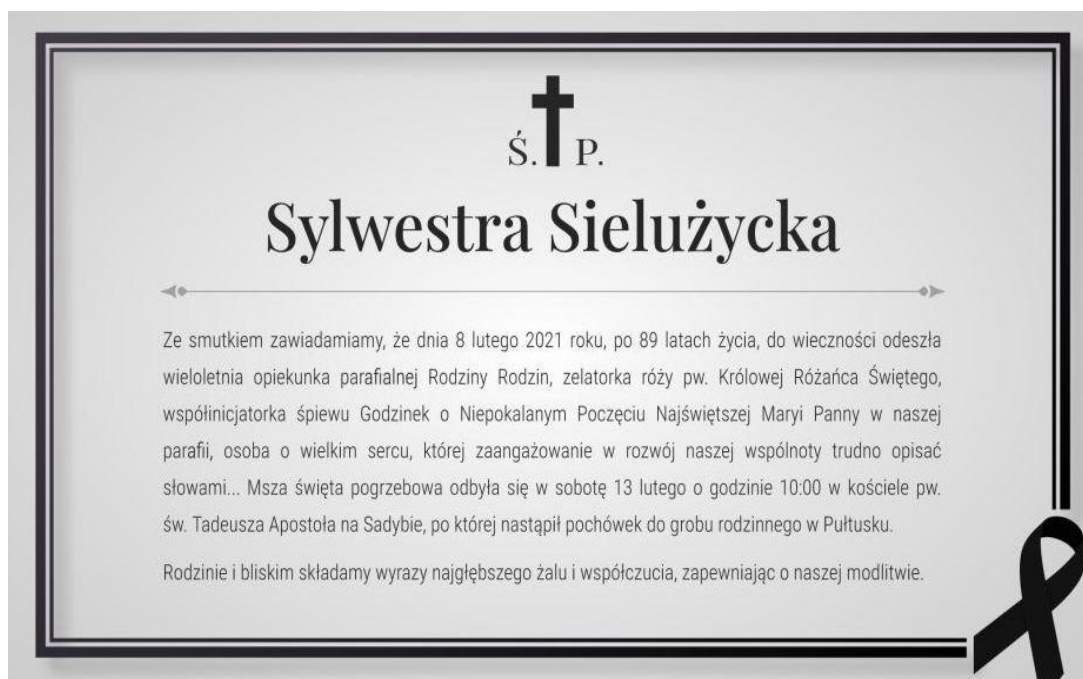 Ś. P.
Sylwestra Sielużycka
Ze smutkiem zawiadamiamy, że dnia 8 lutego 2021 roku, po 89 latach życia, do wieczności odeszła
wieloletnia opiekunka parafialnej Rodziny Rodzin, zelatorka róży pw. Królowej Różańca Świętego,
współinicjatorka śpiewu Godzinek o Niepokalanym Poczęciu Najświętszej Maryi Panny w naszej
parafii, osoba o wielkim sercu, której zaangażowanie w rozwój naszej wspólnoty trudno opisać
słowami... Msza święta pogrzebowa odbyła się w sobotę 13 lutego o godzinie 10:00 w kościele pw.
św. Tadeusza Apostoła na Sadybie, po której nastąpił pochówek do grobu rodzinnego w Pułtusku.
Rodzinie i bliskim składamy wyrazy najgłębszego żalu i współczucia, zapewniając o naszej modlitwie.